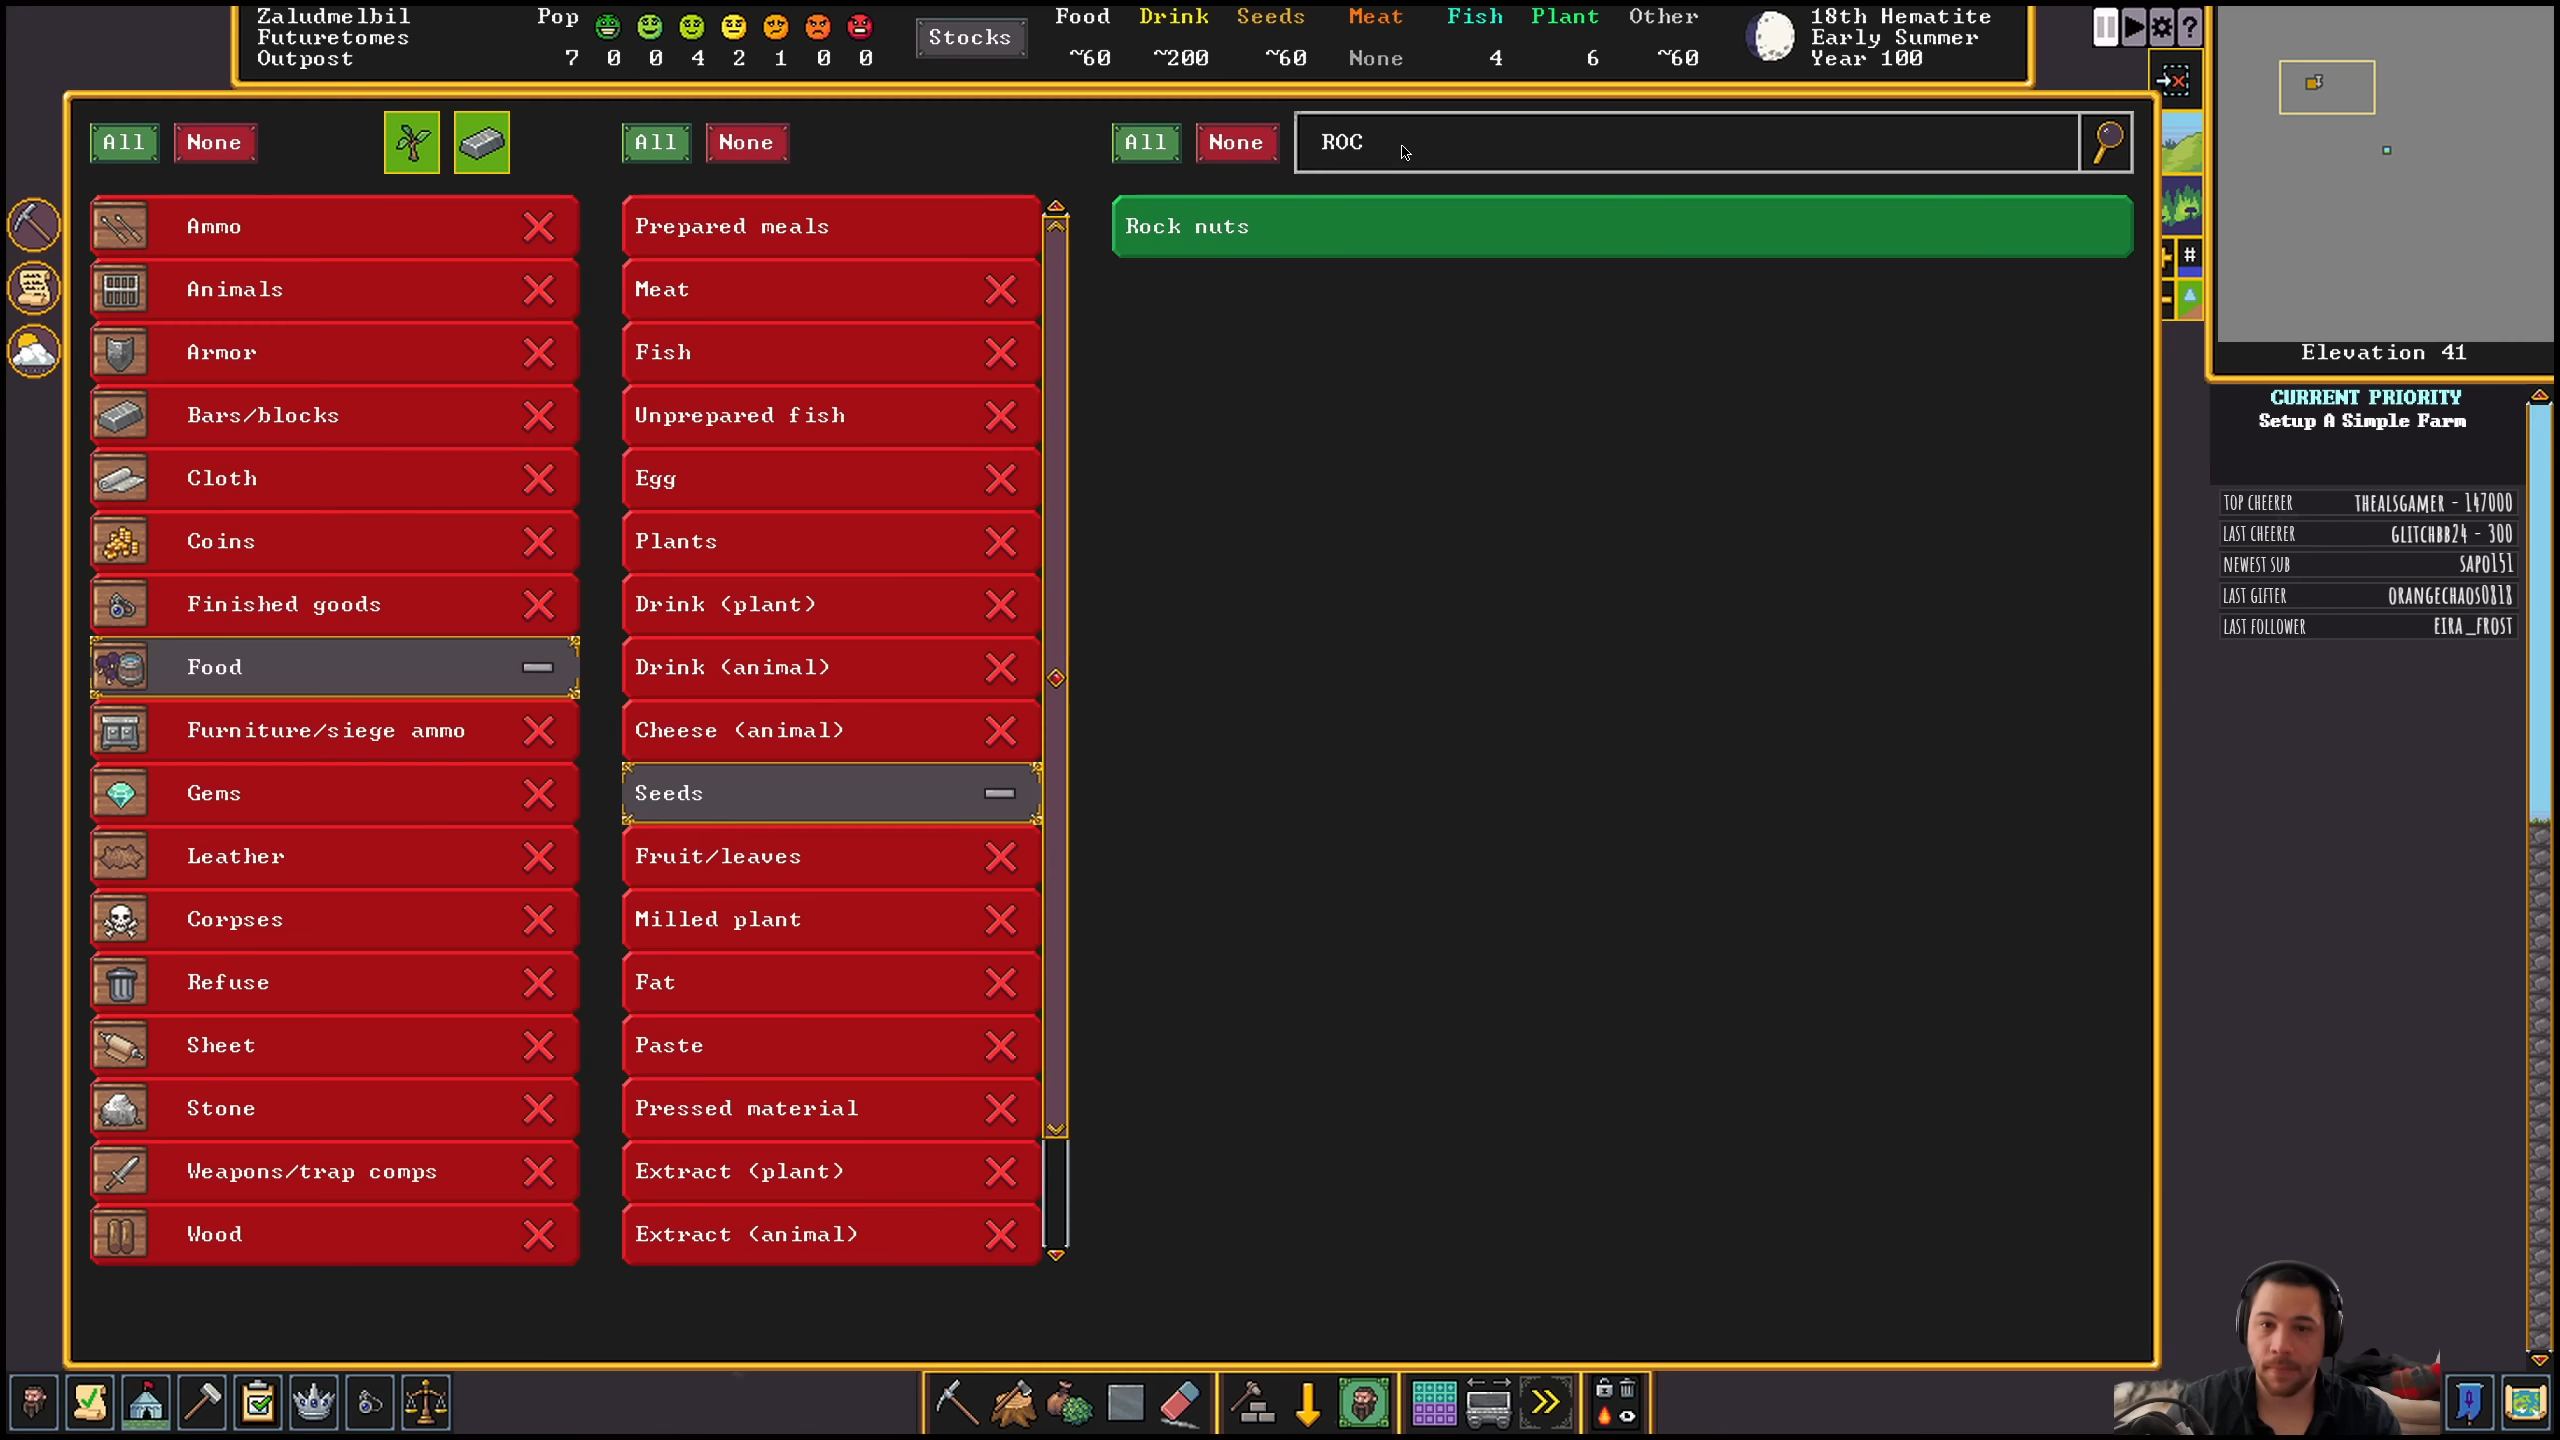 Zaludmelbil
Futuretomes
Outpost
Pop
7 0 0 4 2 1 0 0
Stocks
Food Drink Seeds Meat Fish Plant Other
~60 ~200 ~60 None 4 6 ~60
18th Hematite
Early Summer
Year 100
?
All None
All None
All None
ROC
Ammo
Animals
Armor
Bars/blocks
Cloth
Coins
Finished goods
Food
Furniture/siege ammo
Gems
Leather
Corpses
Refuse
Sheet
Stone
Weapons/trap comps
Wood
Prepared meals
Meat
Fish
Unprepared fish
Egg
Plants
Drink (plant)
Drink (animal)
Cheese (animal)
Seeds
Fruit/leaves
Milled plant
Fat
Paste
Pressed material
Extract (plant)
Extract (animal)
Rock nuts
#
Elevation 41
CURRENT PRIORITY
Setup A Simple Farm
TOP CHEERER THEALSGAMER - 147000
LAST CHEERER GLITCHBB24 - 300
NEWEST SUB SAPO151
LAST GIFTER ORANGECHAOS0818
LAST FOLLOWER EIRA_FROST